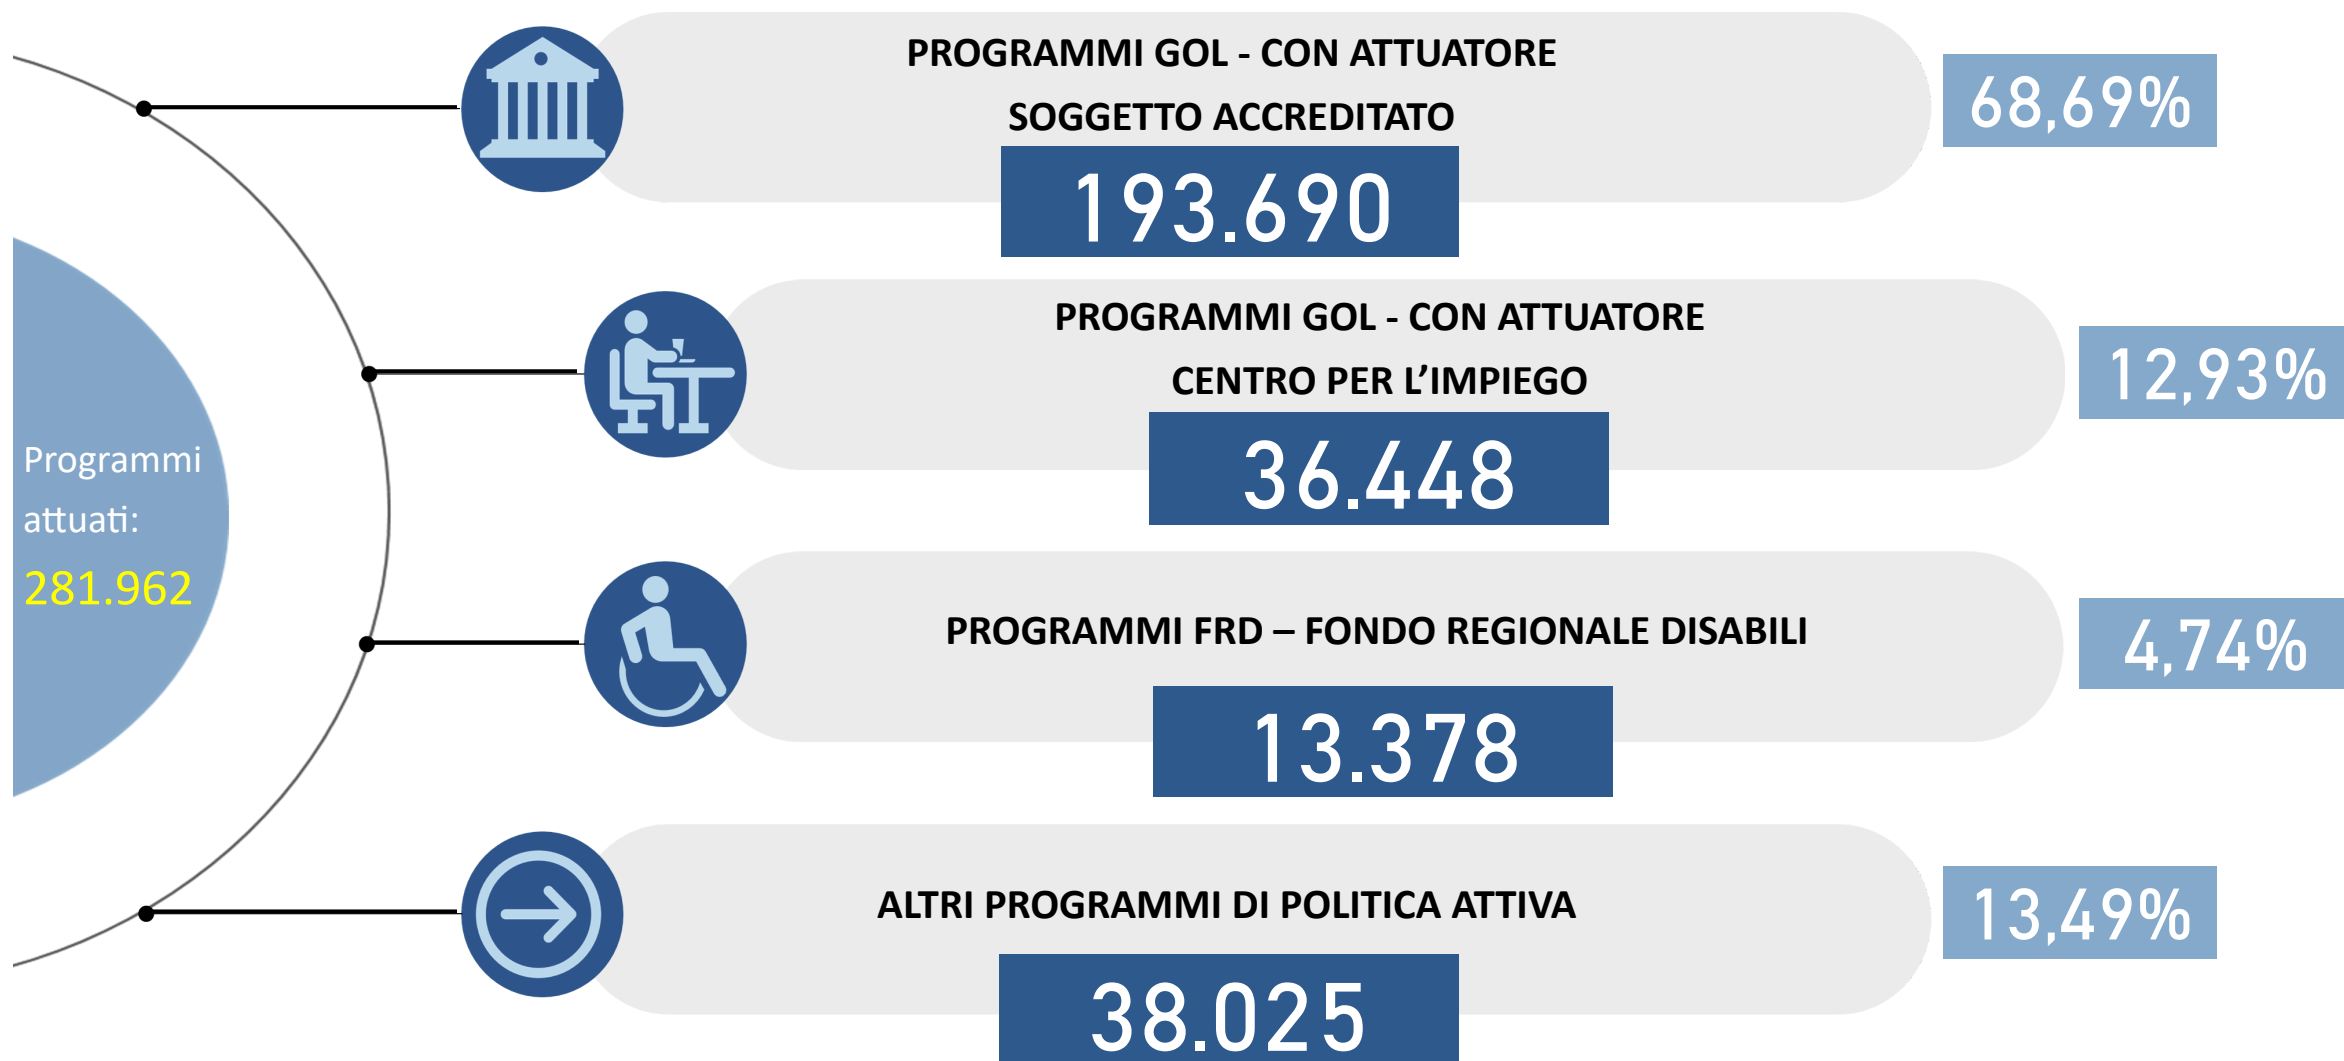 PROGRAMMI GOL - CON ATTUATORE
SOGGETTO ACCREDITATO
193.690
68,69%
PROGRAMMI GOL - CON ATTUATORE
CENTRO PER L’IMPIEGO
36.448
12,93%
Programmi
attuati:
281.962
PROGRAMMI FRD – FONDO REGIONALE DISABILI
13.378
4,74%
ALTRI PROGRAMMI DI POLITICA ATTIVA
38.025
13,49%